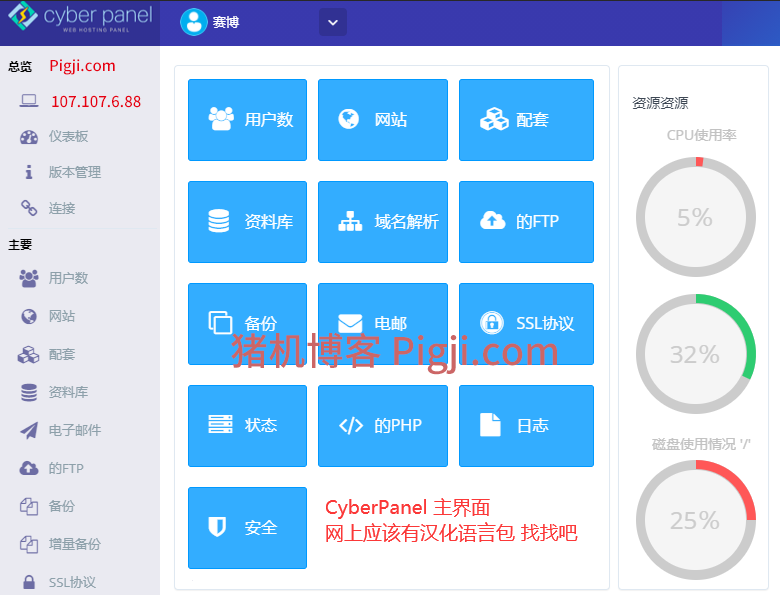 cyber panel
WEB HOSTING PANEL
赛博
总览 Pigji.com
107.107.6.88
仪表板
版本管理
连接
主要
用户数
网站
配套
资料库
电子邮件
的FTP
备份
增量备份
SSL协议
用户数
网站
配套
资料库
域名解析
的FTP
备份
电邮
SSL协议
猪机博客 Pigji.com
状态
的PHP
日志
安全
CyberPanel 主界面
网上应该有汉化语言包 找找吧
资源资源
CPU使用率
5%
32%
磁盘使用情况 '/'
25%